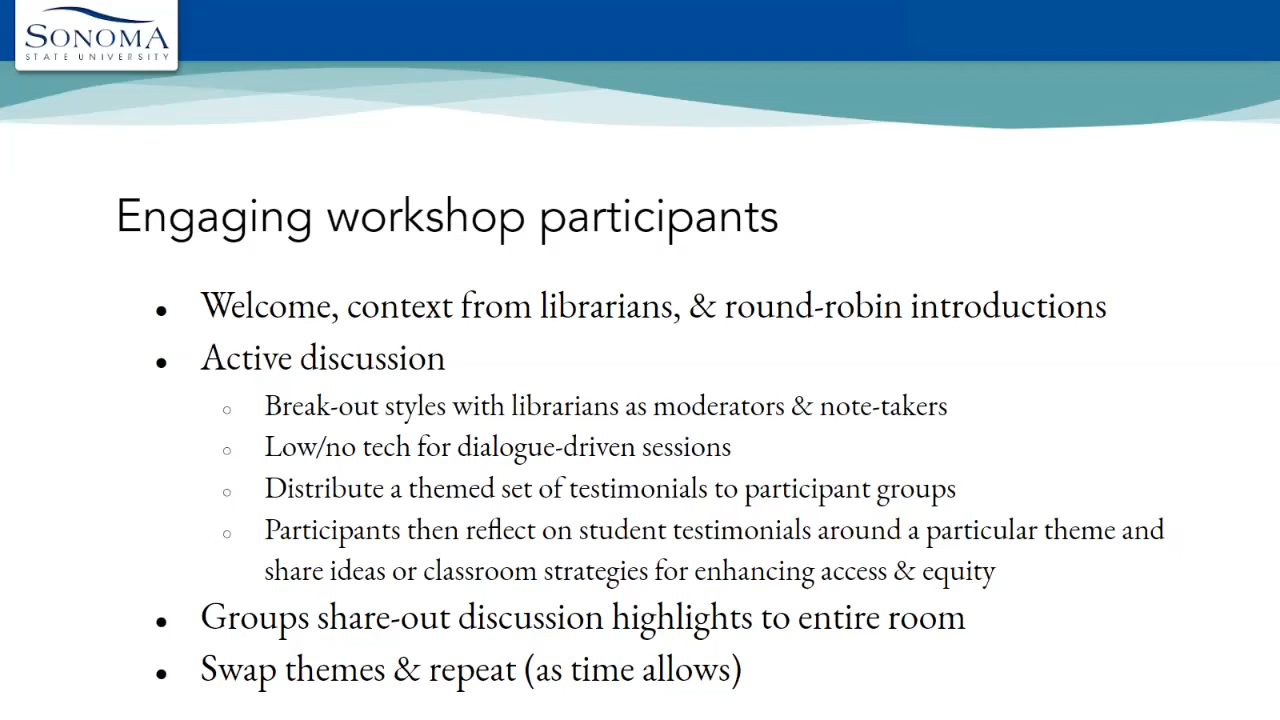 SONOMA
STATE UNIVERSITY
Engaging workshop participants
● Welcome, context from librarians, & round-robin introductions
● Active discussion
○ Break-out styles with librarians as moderators & note-takers
○ Low/no tech for dialogue-driven sessions
○ Distribute a themed set of testimonials to participant groups
○ Participants then reflect on student testimonials around a particular theme and
share ideas or classroom strategies for enhancing access & equity
● Groups share-out discussion highlights to entire room
● Swap themes & repeat (as time allows)